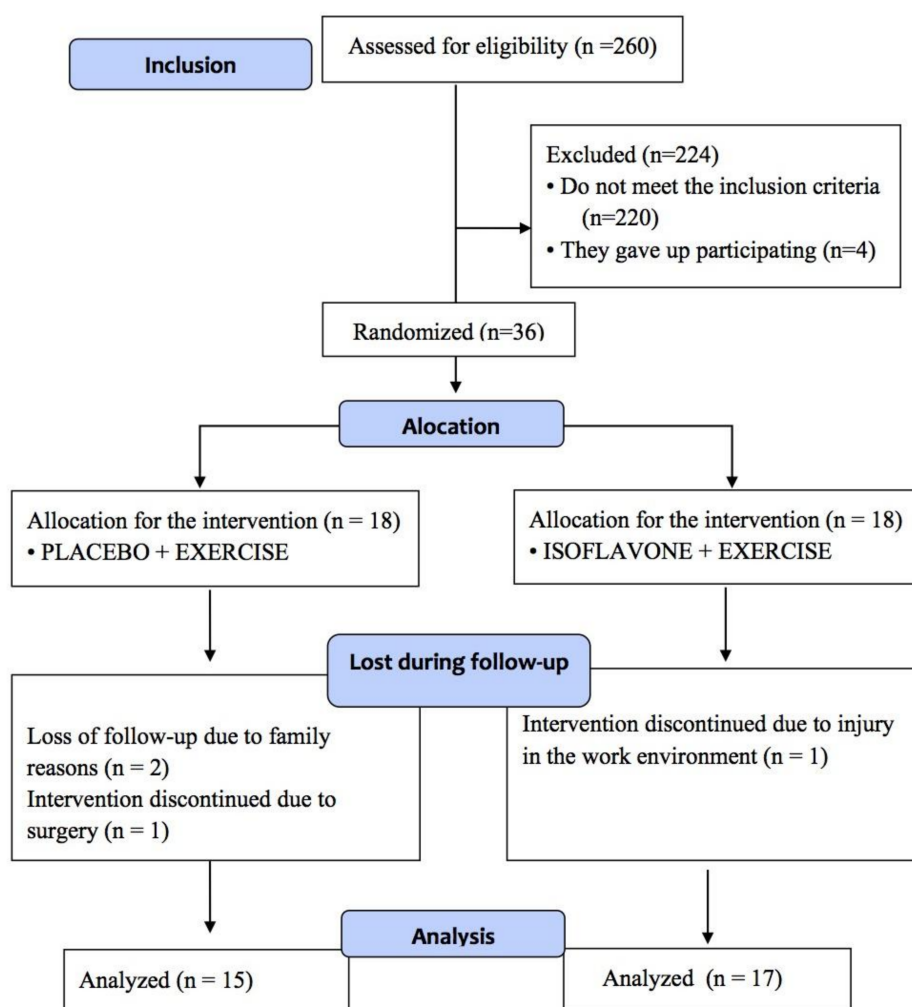 Assessed for eligibility (n =260)
Inclusion
Excluded (n=224)
• Do not meet the inclusion criteria
(n=220)
• They gave up participating (n=4)
Randomized (n=36)
Alocation
Allocation for the intervention (n = 18)
• PLACEBO + EXERCISE
Allocation for the intervention (n = 18)
• ISOFLAVONE + EXERCISE
Lost during follow-up
Loss of follow-up due to family
reasons (n = 2)
Intervention discontinued due to
surgery (n = 1)
Intervention discontinued due to injury
in the work environment (n = 1)
Analysis
Analyzed (n = 15)
Analyzed (n = 17)